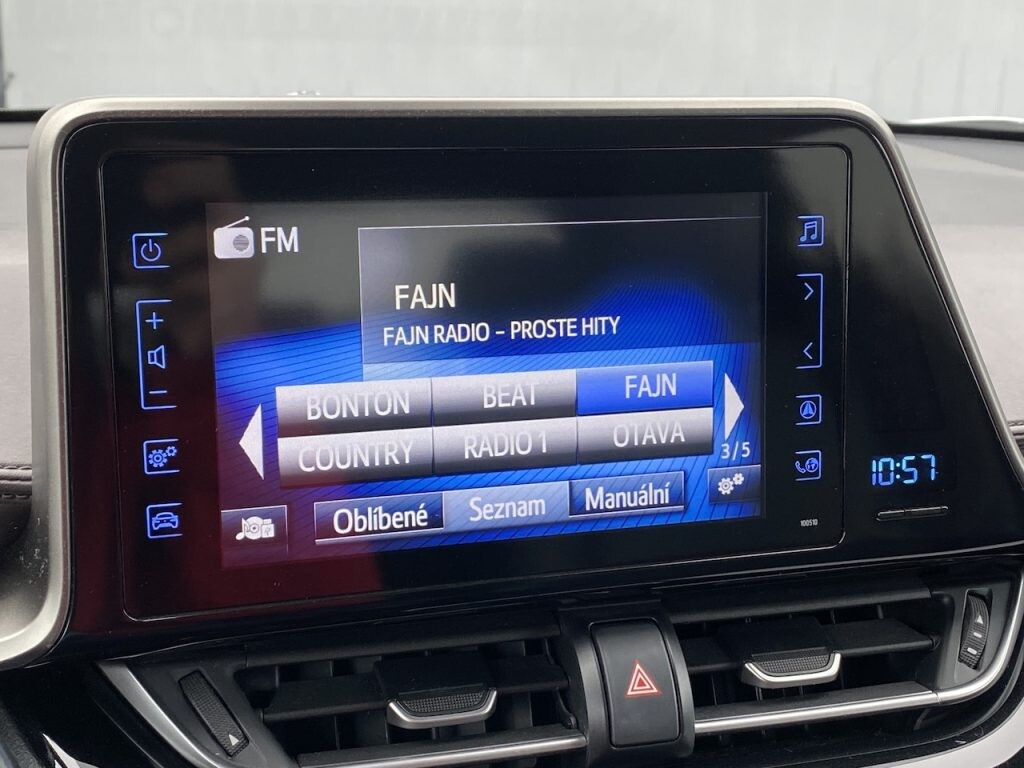 FM
FAJN
FAJN RADIO – PROSTE HITY
BONTON BEAT FAJN
COUNTRY RADIO 1 OTAVA
3/5
Oblíbené Seznam Manuální
10:57
100510